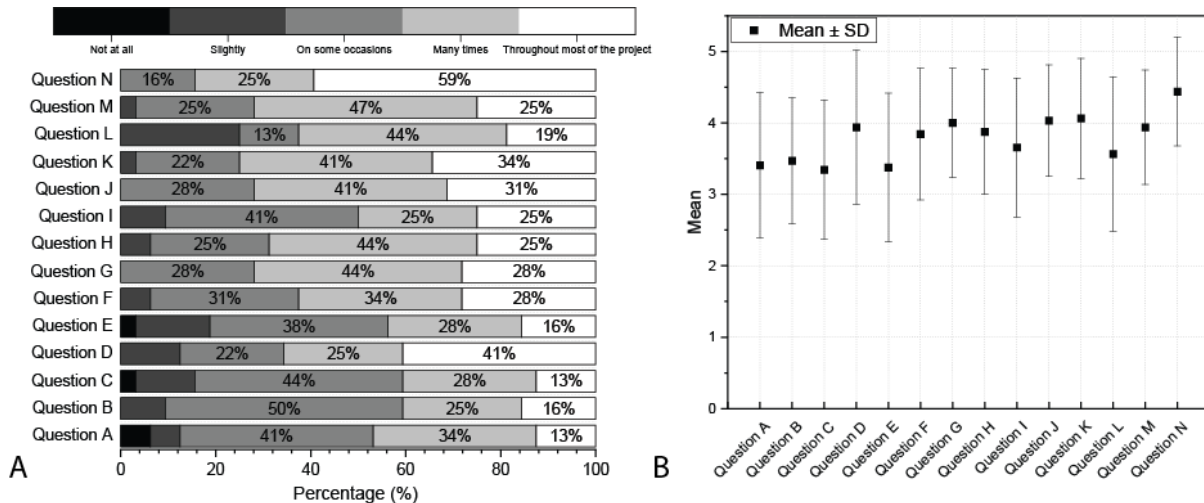 Not at all Slightly On some occasions Many times Throughout most of the project
Question N 16% 25% 59%
Question M 25% 47% 25%
Question L 13% 44% 19%
Question K 22% 41% 34%
Question J 28% 41% 31%
Question I 41% 25% 25%
Question H 25% 44% 25%
Question G 28% 44% 28%
Question F 31% 34% 28%
Question E 38% 28% 16%
Question D 22% 25% 41%
Question C 44% 28% 13%
Question B 50% 25% 16%
Question A 41% 34% 13%
0 20 40 60 80 100
Percentage (%)
A
B
Mean ± SD
5
4
3
2
1
0
Mean
Question A Question B Question C Question D Question E Question F Question G Question H Question I Question J Question K Question L Question M Question N